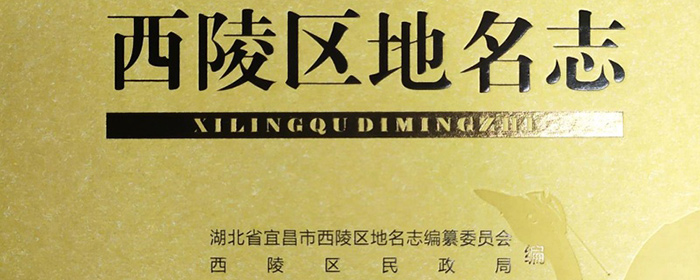 西陵区地名志
XILINGQU DIMINGZHI
湖北省宜昌市西陵区地名志编纂委员会
西陵区民政局
编